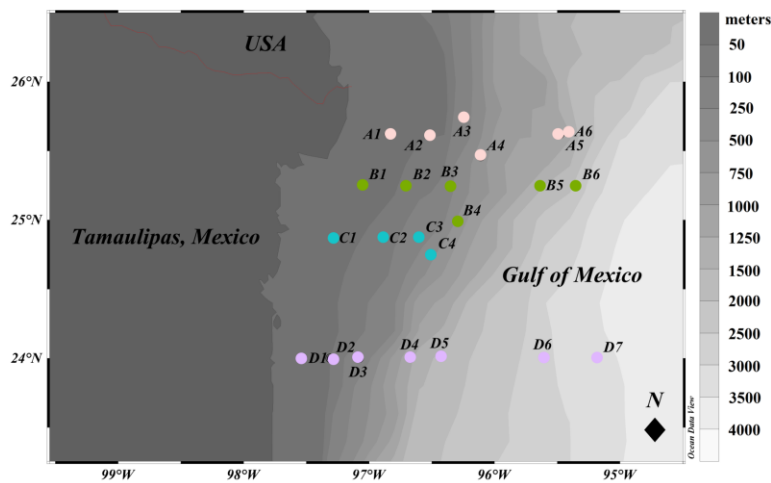 meters
USA
50
26°N
100
A1
A2
A3
A6
A5
250
A4
500
B1
B2
B3
B5
B6
750
25°N
B4
1000
Tamaulipas, Mexico
C1
C2
C3
C4
1250
Gulf of Mexico
1500
2000
24°N
D1
D2
D3
D4
D5
D6
D7
3000
3500
N
4000
Ocean Data View
99°W
98°W
97°W
96°W
95°W